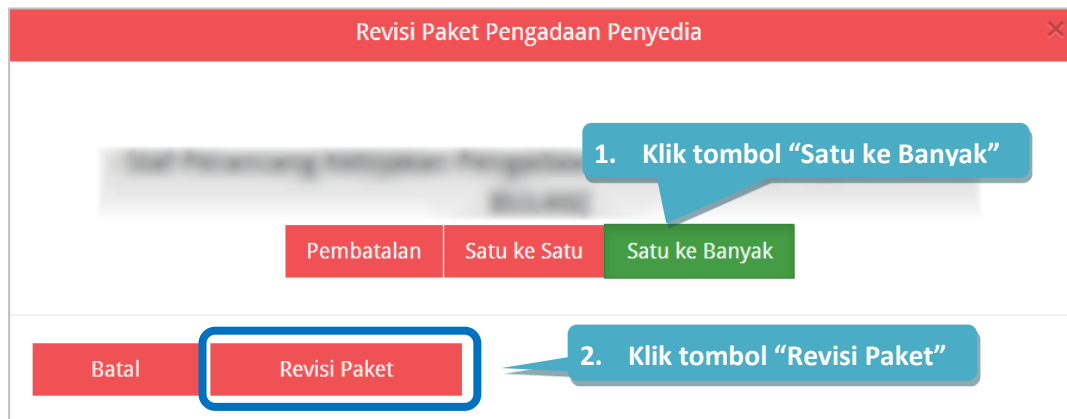 Revisi Paket Pengadaan Penyedia
×
1. Klik tombol “Satu ke Banyak”
Pembatalan
Satu ke Satu
Satu ke Banyak
Batal
Revisi Paket
2. Klik tombol “Revisi Paket”